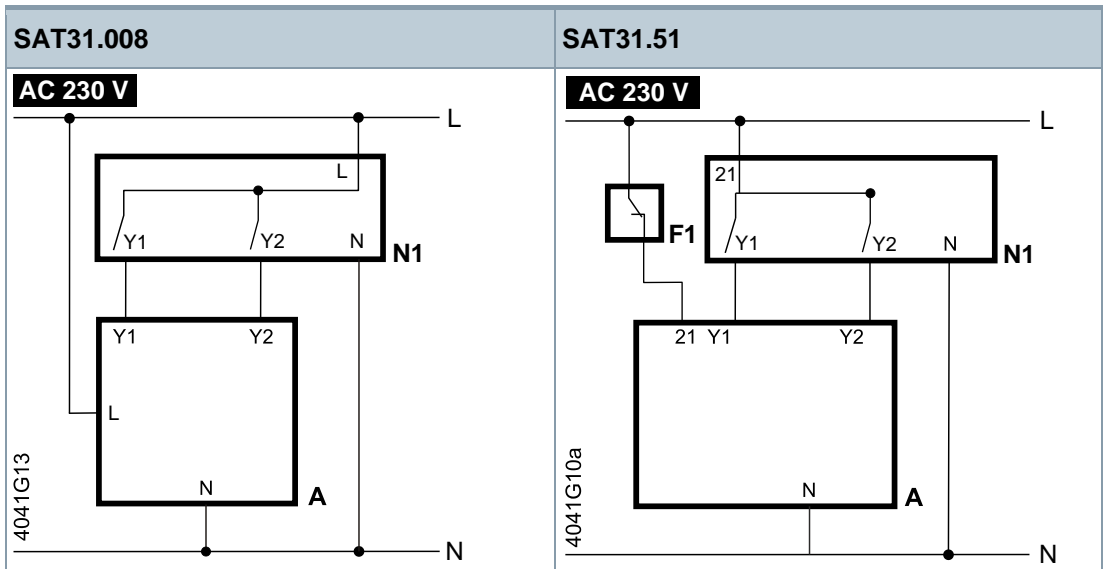 SAT31.008
AC 230 V
L
L
Y1
Y2
N
N1
Y1
Y2
L
N
A
4041G13
N
SAT31.51
AC 230 V
L
21
F1
Y1
Y2
N
N1
21 Y1
Y2
N
A
4041G10a
N